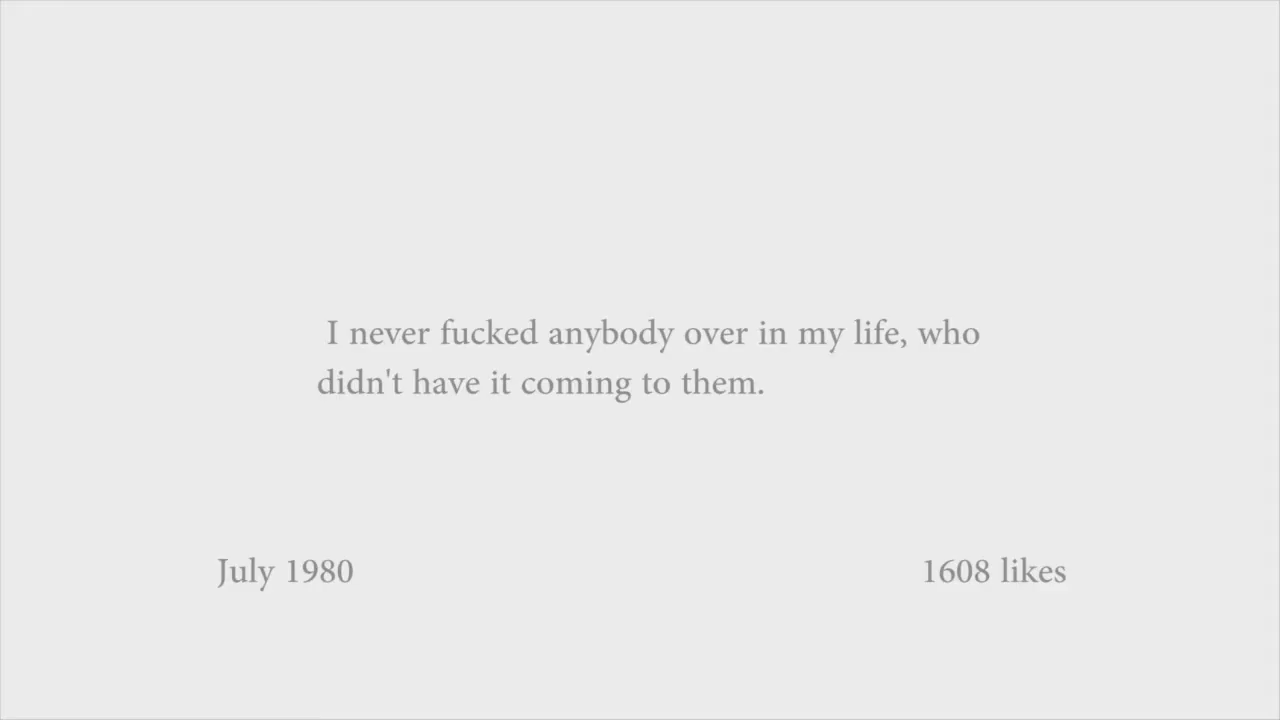 I never fucked anybody over in my life, who
didn't have it coming to them.
July 1980
1608 likes